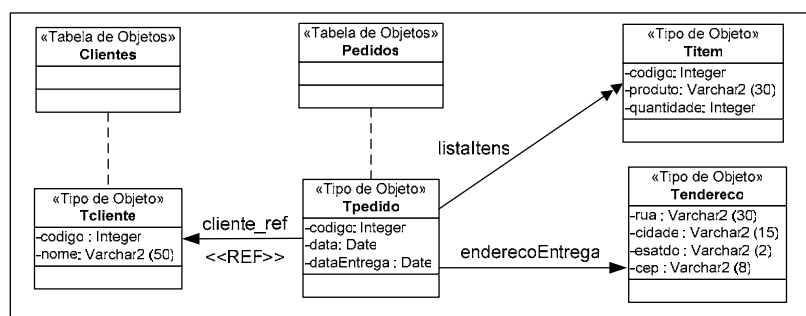 «Tabela de Objetos»
Clientes
«Tabela de Objetos»
Pedidos
«Tipo de Objeto»
Titem
-codigo: Integer
-produto: Varchar2 (30)
-quantidade: Integer
listaItens
«Tipo de Objeto»
Tcliente
-codigo : Integer
-nome: Varchar2 (50)
cliente_ref
<<REF>>
«Tipo de Objeto»
Tpedido
-codigo: Integer
-data: Date
-dataEntrega : Date
enderecoEntrega
«Tipo de Objeto»
Tendereco
-rua : Varchar2 (30)
-cidade : Varchar2 (15)
-esatdo : Varchar2 (2)
-cep : Varchar2 (8)